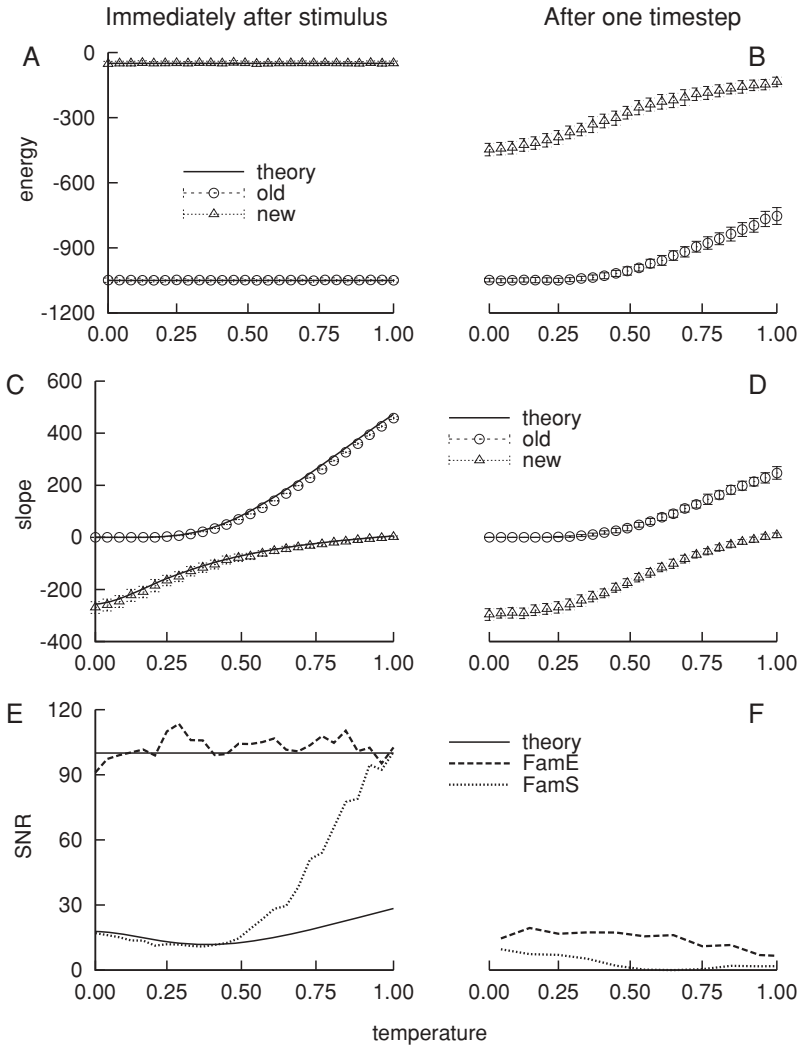 Immediately after stimulus
After one timestep
A
B
0
-300
-600
-900
-1200
energy
theory
old
new
0.00 0.25 0.50 0.75 1.00
0.00 0.25 0.50 0.75 1.00
C
D
600
400
200
0
-200
-400
slope
theory
old
new
0.00 0.25 0.50 0.75 1.00
0.00 0.25 0.50 0.75 1.00
E
F
120
90
60
30
0
SNR
theory
FamE
FamS
0.00 0.25 0.50 0.75 1.00
0.00 0.25 0.50 0.75 1.00
temperature